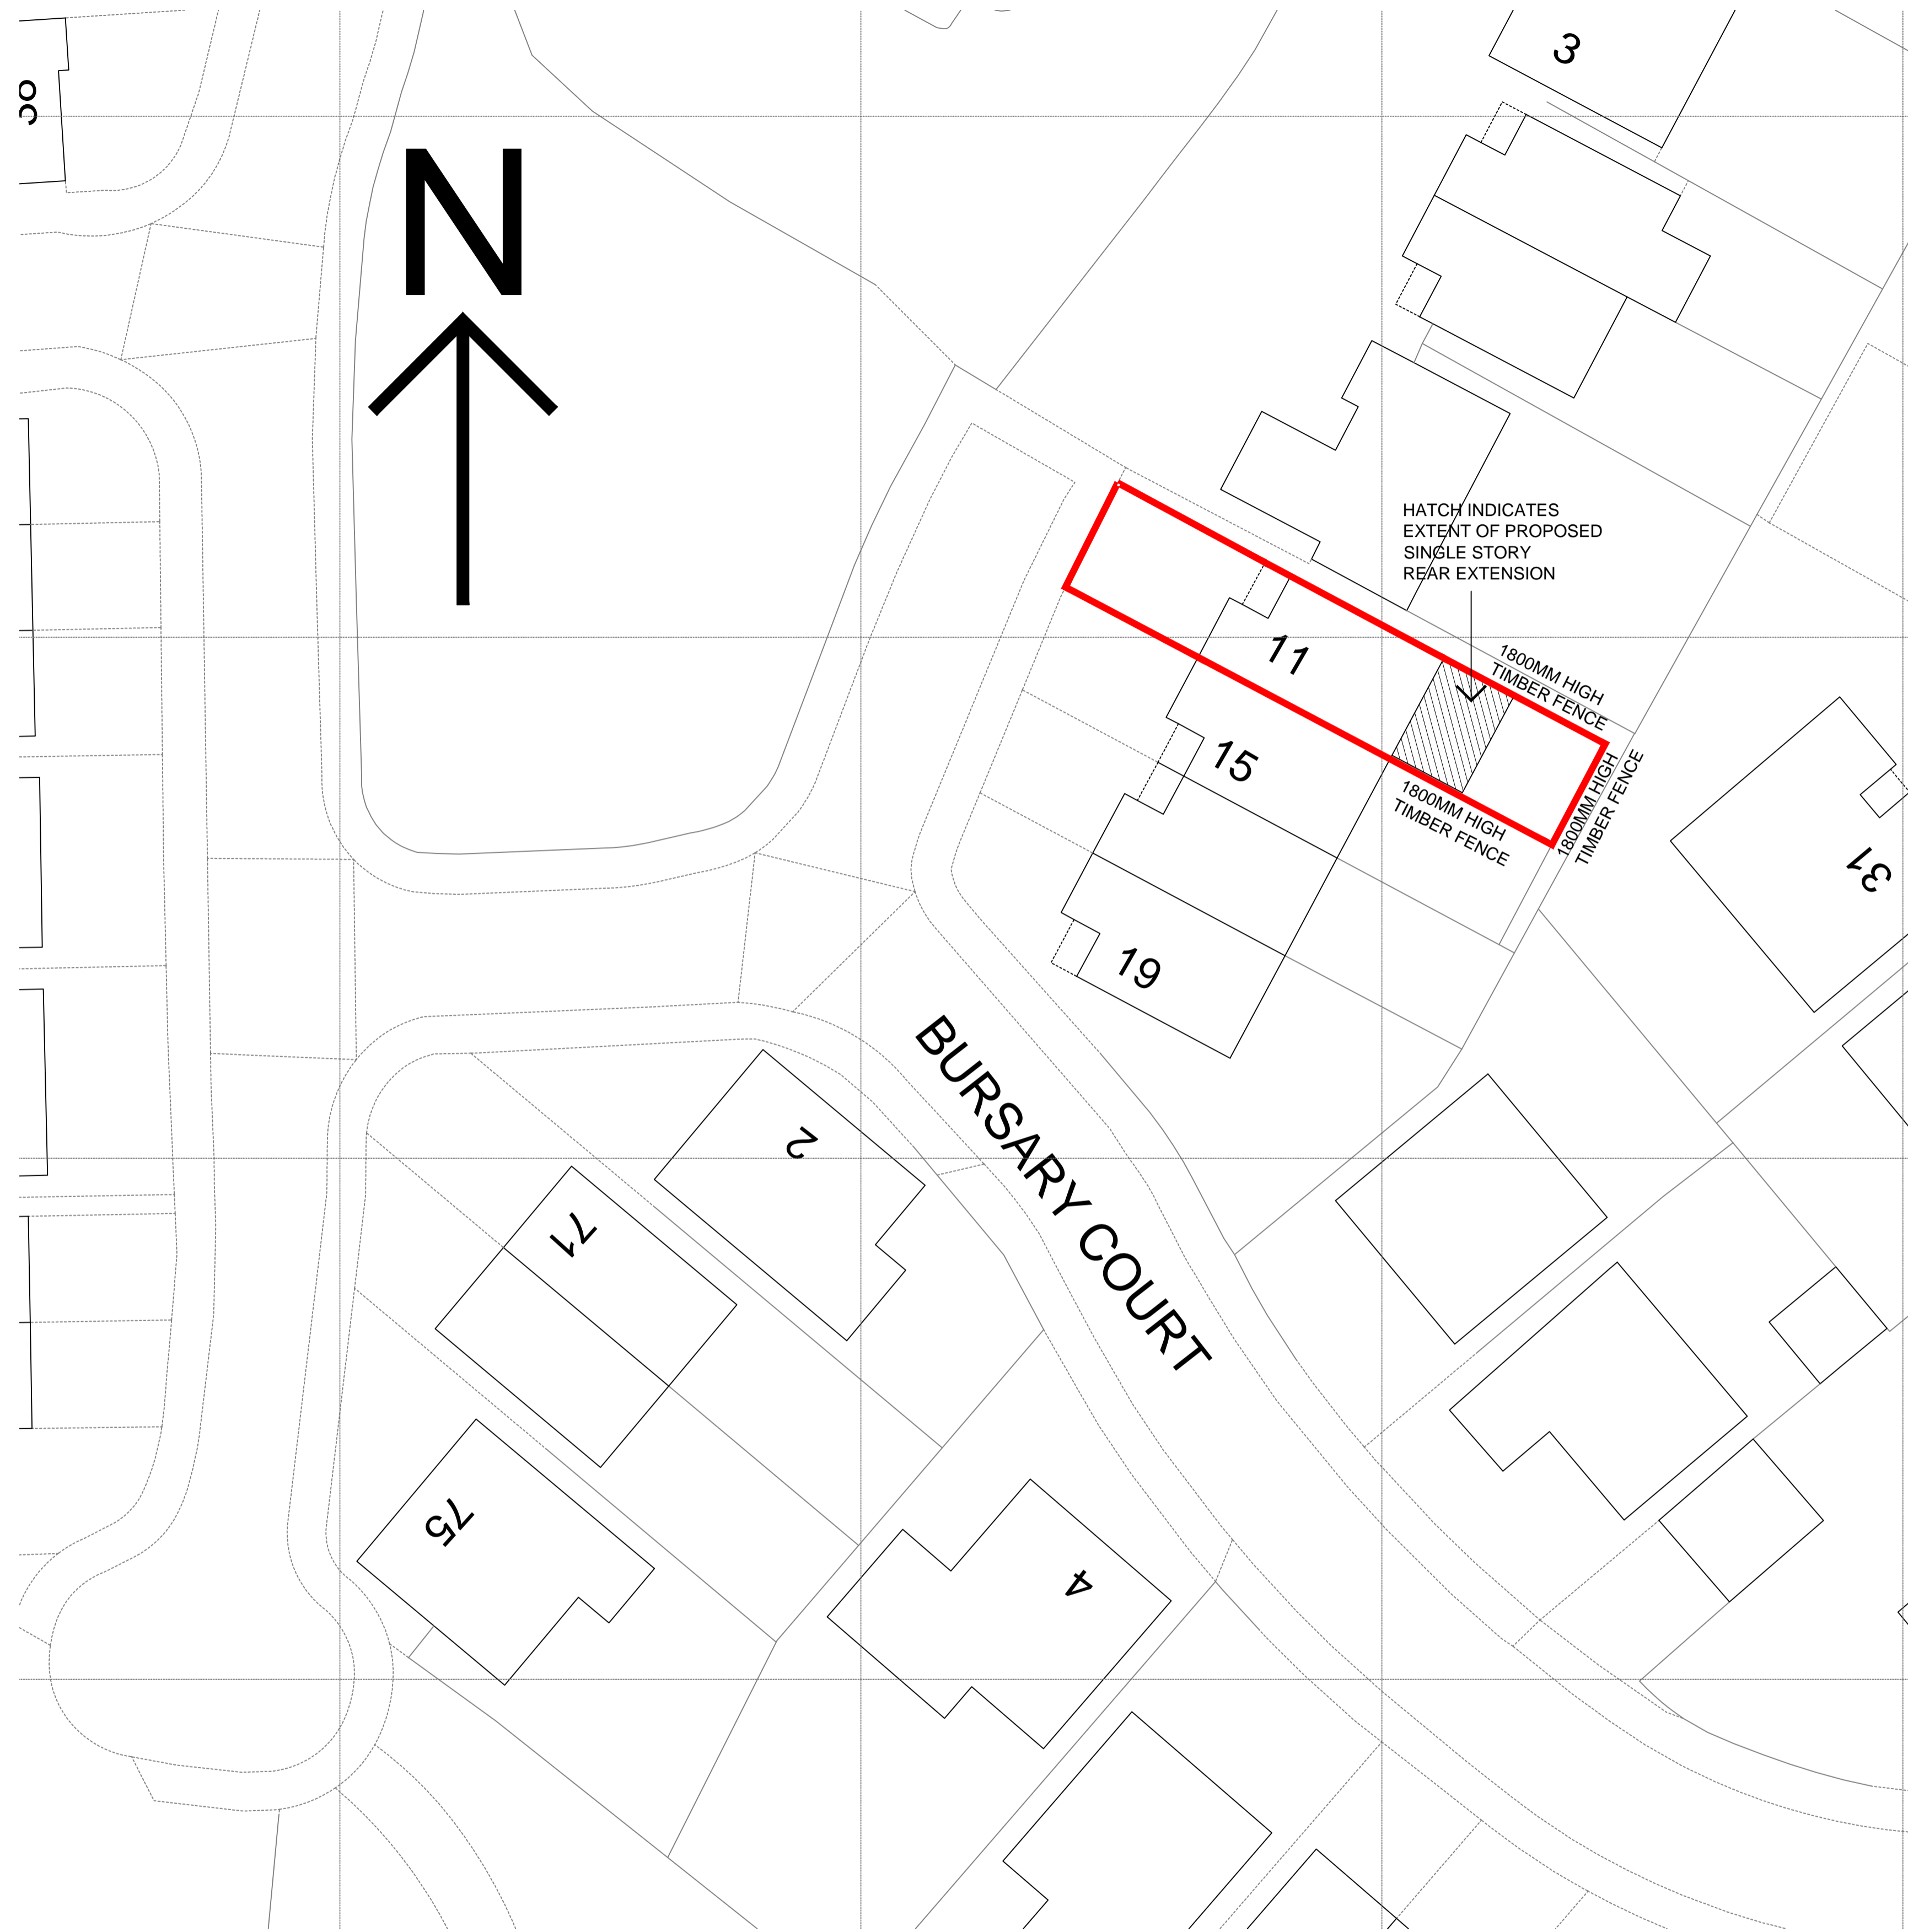 38
N
3
HATCH INDICATES
EXTENT OF PROPOSED
SINGLE STORY
REAR EXTENSION
11
1800MM HIGH
TIMBER FENCE
1800MM HIGH
TIMBER FENCE
1800MM HIGH
TIMBER FENCE
15
31
19
BURSARY COURT
2
71
75
4